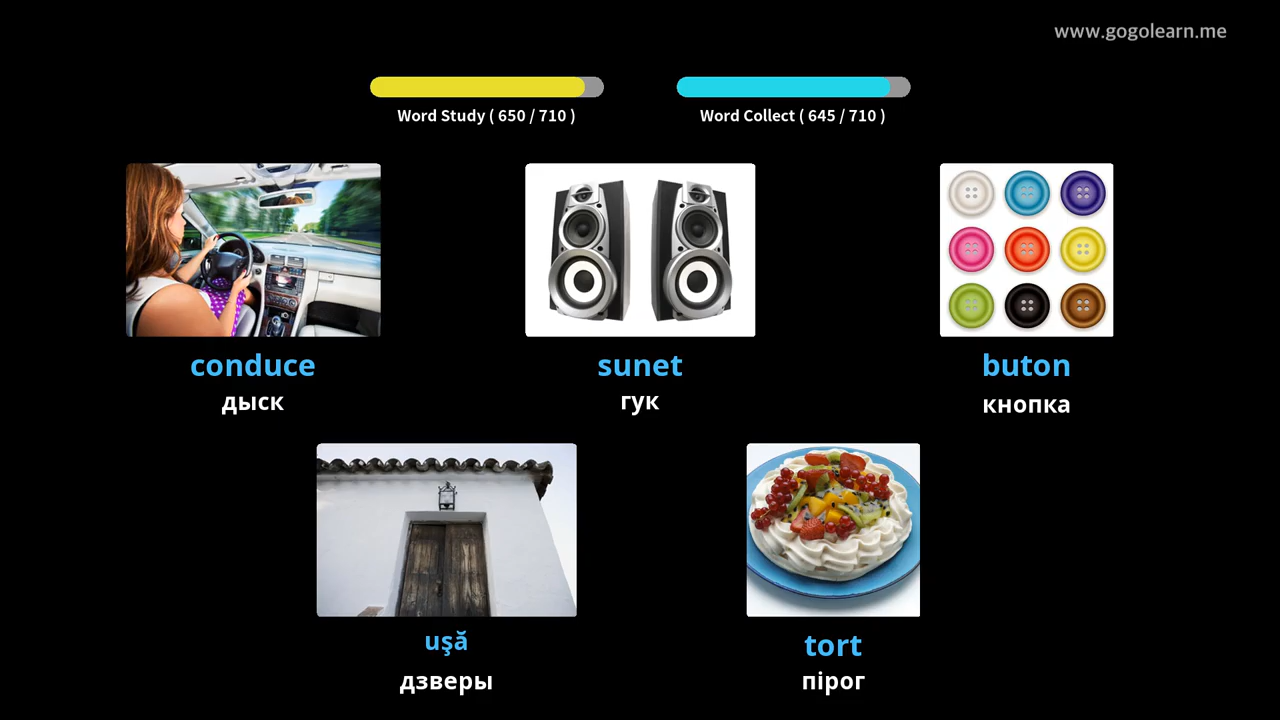 www.gogolearn.me
Word Study ( 650 / 710 )
Word Collect ( 645 / 710 )
conduce
sunet
buton
дыск
гук
кнопка
uşă
tort
дзверы
пірог